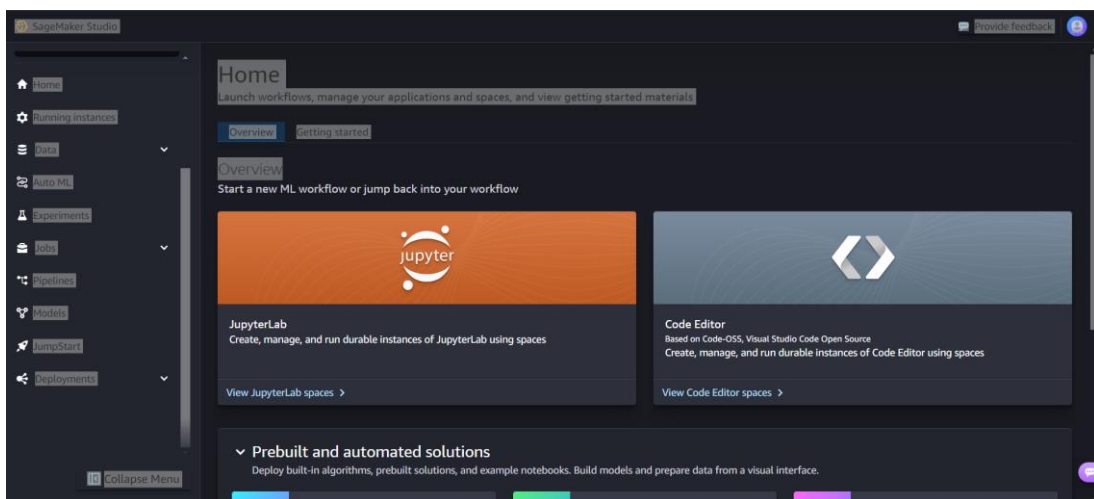 SageMaker Studio
Provide feedback
Home
Running instances
Data
Auto ML
Experiments
Jobs
Pipelines
Models
JumpStart
Deployments
Collapse Menu
Home
Launch workflows, manage your applications and spaces, and view getting started materials
Overview Getting started
Overview
Start a new ML workflow or jump back into your workflow
jupyter
JupyterLab
Create, manage, and run durable instances of JupyterLab using spaces
View JupyterLab spaces
Code Editor
Based on Code-OSS, Visual Studio Code Open Source
Create, manage, and run durable instances of Code Editor using spaces
View Code Editor spaces
Prebuilt and automated solutions
Deploy built-in algorithms, prebuilt solutions, and example notebooks. Build models and prepare data from a visual interface.